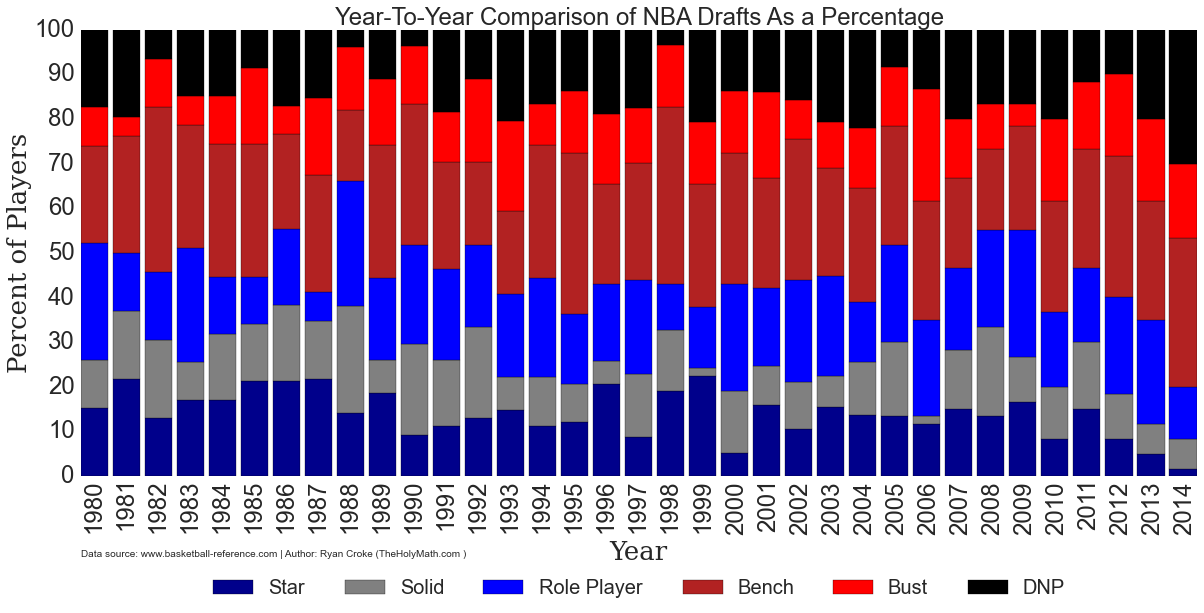 Year-To-Year Comparison of NBA Drafts As a Percentage
100
90
80
70
60
50
40
30
20
10
0
Percent of Players
1980 1981 1982 1983 1984 1985 1986 1987 1988 1989 1990 1991 1992 1993 1994 1995 1996 1997 1998 1999 2000 2001 2002 2003 2004 2005 2006 2007 2008 2009 2010 2011 2012 2013 2014
Year
Data source: www.basketball-reference.com | Author: Ryan Croke (TheHolyMath.com )
Star Solid Role Player Bench Bust DNP